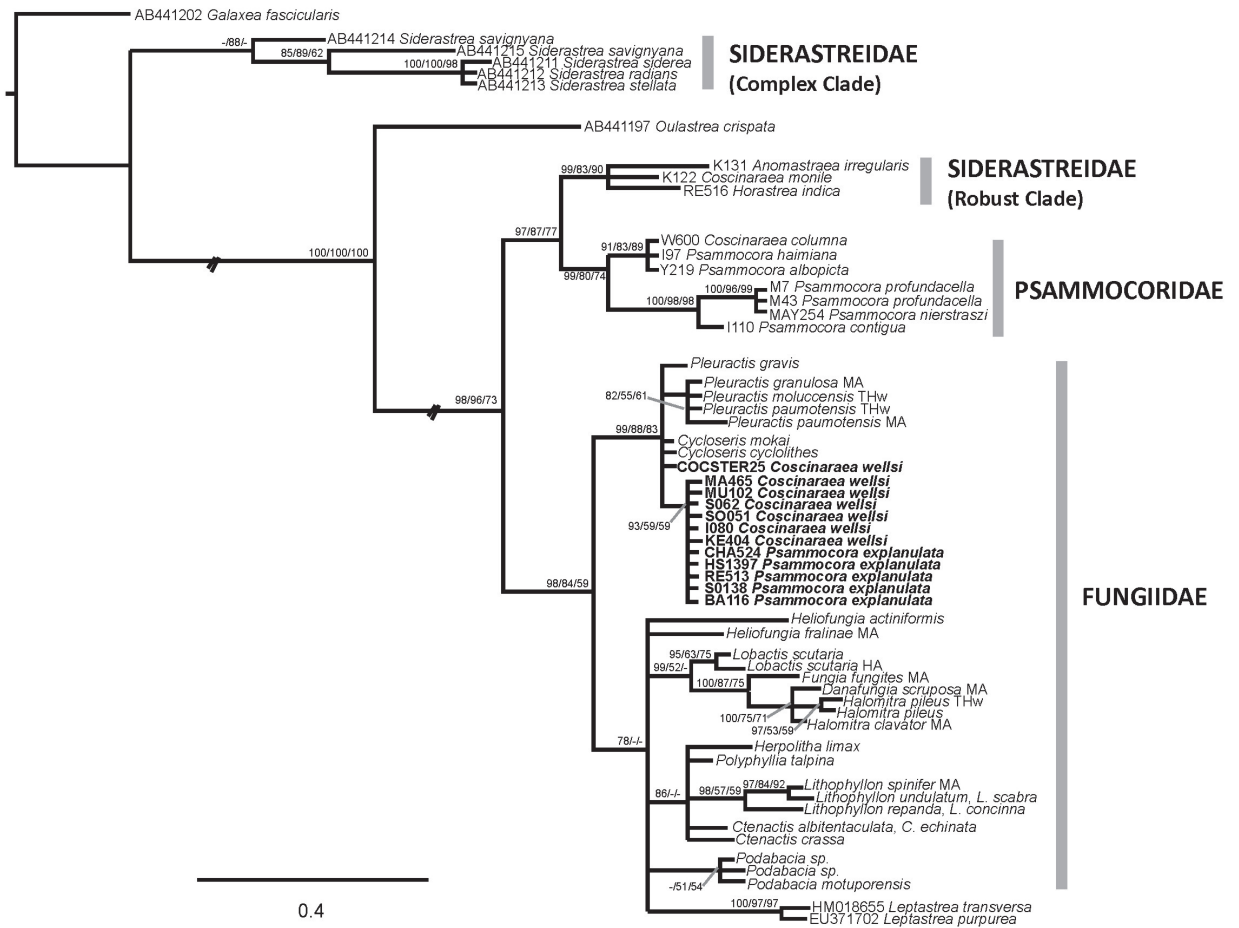 AB441202 Galaxea fascicularis
-/88/-
AB441214 Siderastrea savignyana
85/89/62
AB441215 Siderastrea savignyana
100/100/98
AB441211 Siderastrea siderea
AB441212 Siderastrea radians
AB441213 Siderastrea stellata
SIDERASTREIDAE
(Complex Clade)
AB441197 Oulastrea crispata
100/100/100
99/83/90
K131 Anomastraea irregularis
K122 Coscinaraea monile
RE516 Horastrea indica
SIDERASTREIDAE
(Robust Clade)
97/87/77
91/83/89
W600 Coscinaraea columna
I97 Psammocora haimiana
Y219 Psammocora albopicta
99/80/74
100/96/99
M7 Psammocora profundacella
100/98/98
M43 Psammocora profundacella
MAY254 Psammocora nierstraszi
I110 Psammocora contigua
PSAMMOCORIDAE
98/96/73
Pleuractis gravis
Pleuractis granulosa MA
82/55/61
Pleuractis moluccensis THw
Pleuractis paumotensis THw
Pleuractis paumotensis MA
99/88/83
Cycloseris mokai
Cycloseris cyclolithes
COCSTER25 Coscinaraea wellsi
MA465 Coscinaraea wellsi
MU102 Coscinaraea wellsi
S062 Coscinaraea wellsi
SO051 Coscinaraea wellsi
93/59/59
I080 Coscinaraea wellsi
KE404 Coscinaraea wellsi
CHA524 Psammocora explanulata
HS1397 Psammocora explanulata
RE513 Psammocora explanulata
S0138 Psammocora explanulata
BA116 Psammocora explanulata
98/84/59
FUNGIIDAE
Heliofungia actiniformis
Heliofungia fralinae MA
95/63/75
Lobactis scutaria
99/52/-
Lobactis scutaria HA
100/87/75
Fungia fungites MA
Danafungia scruposa MA
Halomitra pileus THw
Halomitra pileus
100/75/71
Halomitra clavator MA
97/53/59
78/-/-
Herpolitha limax
Polyphyllia talpina
97/84/92
Lithophyllon spinifer MA
86/-/-
98/57/59
Lithophyllon undulatum, L. scabra
Lithophyllon repanda, L. concinna
Ctenactis albitentaculata, C. echinata
Ctenactis crassa
Podabacia sp.
Podabacia sp.
-/51/54
Podabacia motuporensis
100/97/97
HM018655 Leptastrea transversa
EU371702 Leptastrea purpurea
0.4